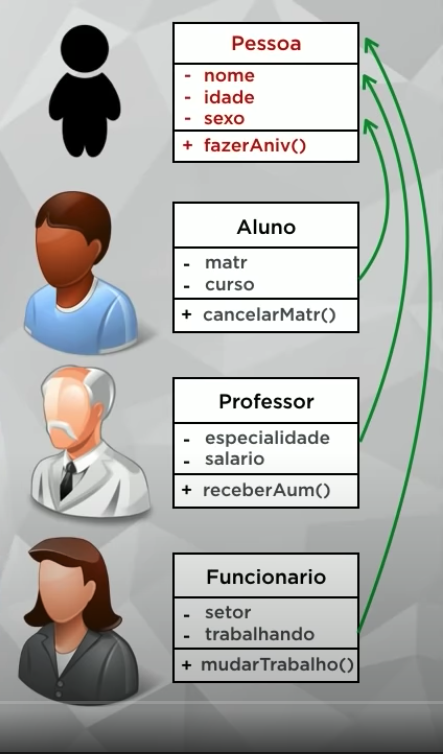 Pessoa
- nome
- idade
- sexo
+ fazerAniv()
Aluno
- matr
- curso
+ cancelarMatr()
Professor
- especialidade
- salario
+ receberAum()
Funcionario
- setor
- trabalhando
+ mudarTrabalho()